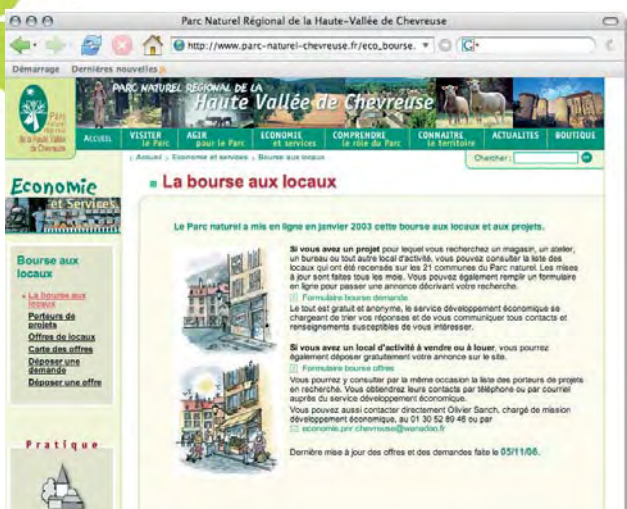 Parc Naturel Régional de la Haute-Vallée de Chevreuse
http://www.parc-naturel-chevreuse.fr/eco_bourse.
Démarrage Dernières nouvelles
PARC NATUREL RÉGIONAL DE LA
Haute Vallée de Chevreuse
Parc
naturel
régional
de la Haute Vallée
de Chevreuse
ACCUEIL
VISITER
le Parc
AGIR
pour le Parc
ECONOMIE
et services
COMPRENDRE
le rôle du Parc
CONNAITRE
le territoire
ACTUALITES
BOUTIQUE
Accueil > Economie et services > Bourse aux locaux
Chercher :
Economie
et Services
La bourse aux locaux
Le Parc naturel a mis en ligne en janvier 2003 cette bourse aux locaux et aux projets.
Bourse aux
locaux
La bourse aux
locaux
Porteurs de
projets
Offres de locaux
Carte des offres
Déposer une
demande
Déposer une offre
Si vous avez un projet pour lequel vous recherchez un magasin, un atelier,
un bureau ou tout autre local d'activité, vous pouvez consulter la liste des
locaux qui ont été recensés sur les 21 communes du Parc naturel. Les mises
à jour sont faites tous les mois. Vous pouvez également remplir un formulaire
en ligne pour passer une annonce décrivant votre recherche.
Formulaire bourse demande
Le tout est gratuit et anonyme, le service développement économique se
chargeant de trier vos réponses et de vous communiquer tous contacts et
renseignements susceptibles de vous intéresser.
Si vous avez un local d'activité à vendre ou à louer, vous pourrez
également déposer gratuitement votre annonce sur le site.
Formulaire bourse offres
Vous pourrez y consulter par la même occasion la liste des porteurs de projets
en recherche. Vous obtiendrez leurs contacts par téléphone ou par courriel
auprès du service développement économique.
Vous pouvez aussi contacter directement Olivier Sanch, chargé de mission
développement économique, au 01 30 52 89 46 ou par
economie.pnr.chevreuse@wanadoo.fr
Dernière mise à jour des offres et des demandes faite le 05/11/06.
Pratique